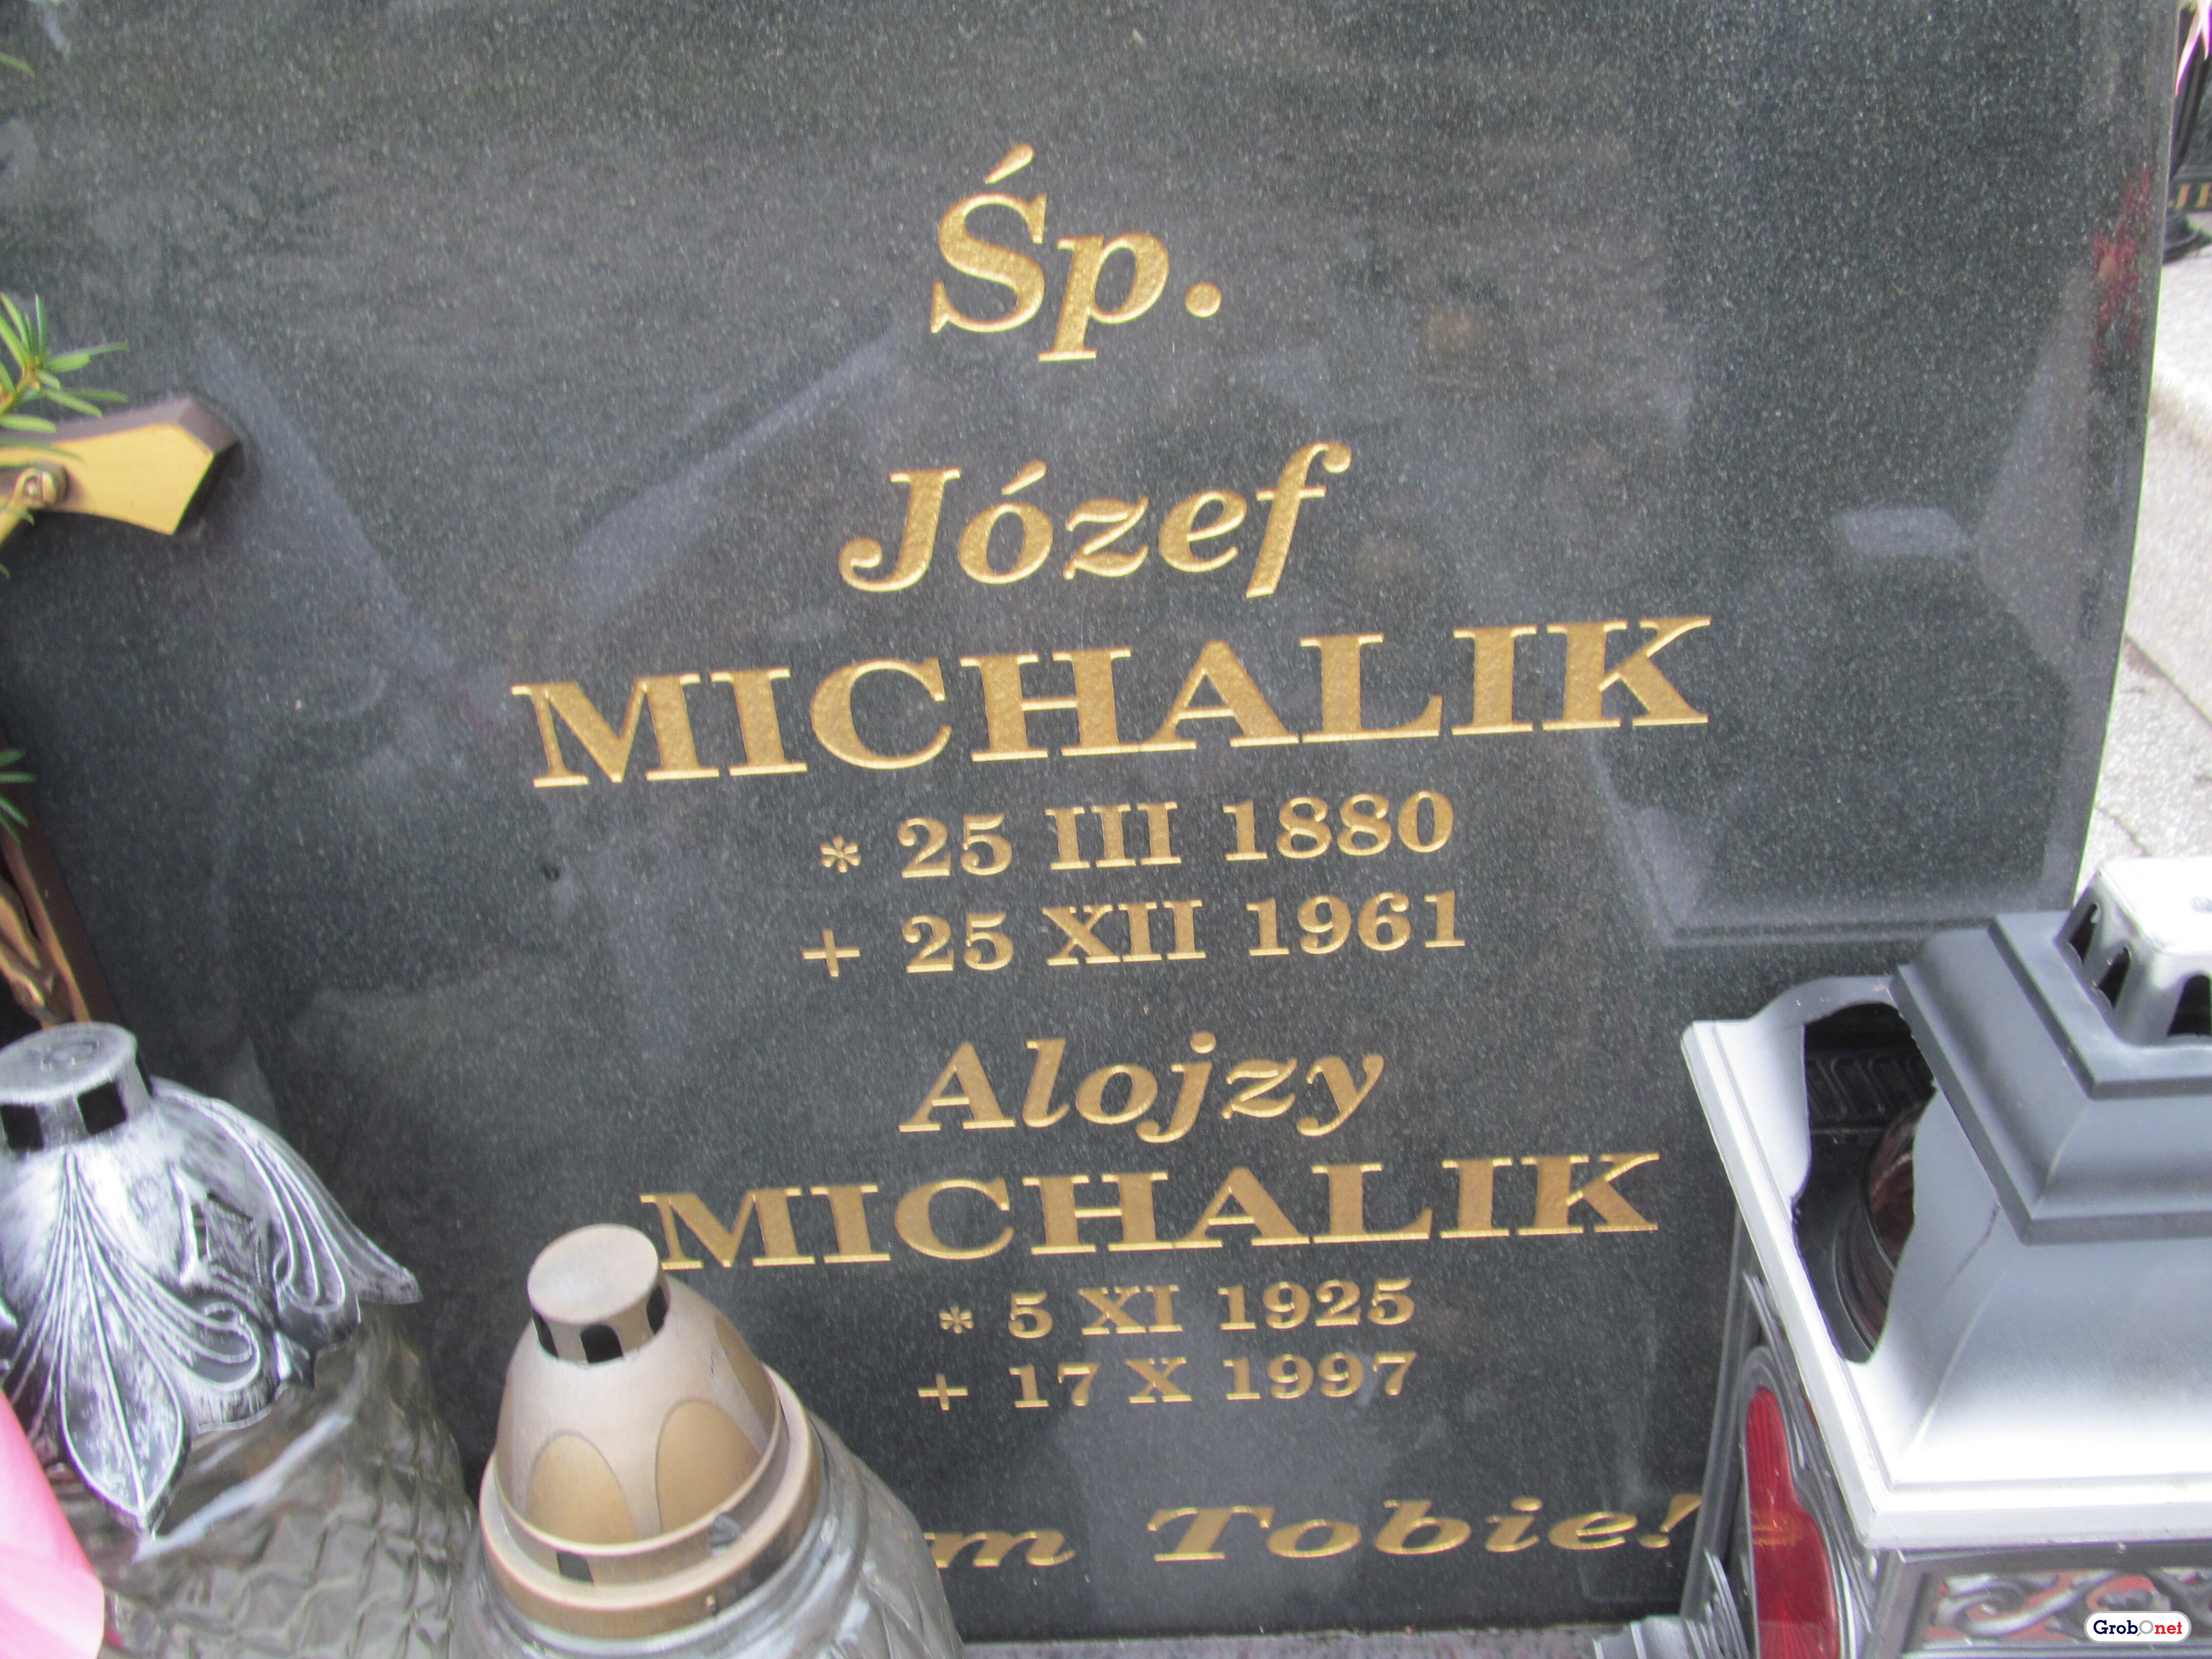 Śp.
Józef
MICHALIK
* 25 III 1880
+ 25 XII 1961
Alojzy
MICHALIK
* 5 XI 1925
+ 17 X 1997
m Tobie!
GrobOnet